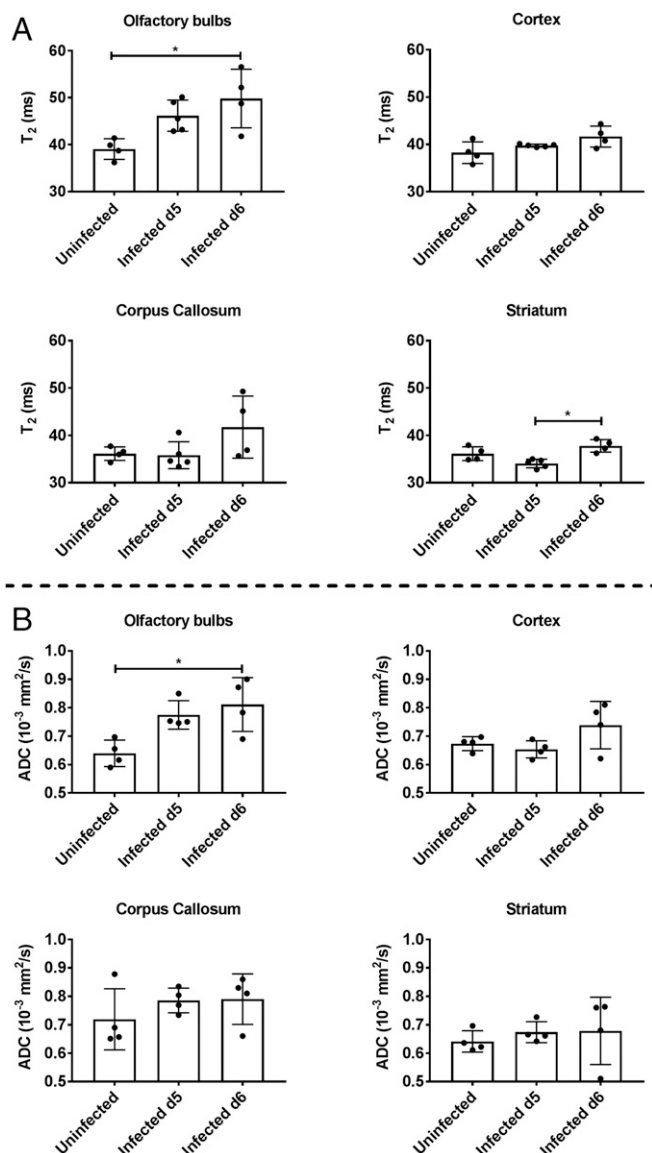 A
Olfactory bulbs
T2 (ms)
60
50
40
30
*
Uninfected
Infected d5
Infected d6
Cortex
T2 (ms)
60
50
40
30
Uninfected
Infected d5
Infected d6
Corpus Callosum
T2 (ms)
60
50
40
30
Uninfected
Infected d5
Infected d6
Striatum
T2 (ms)
60
50
40
30
*
Uninfected
Infected d5
Infected d6
B
Olfactory bulbs
ADC (10⁻³ mm²/s)
1.0
0.9
0.8
0.7
0.6
0.5
*
Uninfected
Infected d5
Infected d6
Cortex
ADC (10⁻³ mm²/s)
1.0
0.9
0.8
0.7
0.6
0.5
Uninfected
Infected d5
Infected d6
Corpus Callosum
ADC (10⁻³ mm²/s)
1.0
0.9
0.8
0.7
0.6
0.5
Uninfected
Infected d5
Infected d6
Striatum
ADC (10⁻³ mm²/s)
1.0
0.9
0.8
0.7
0.6
0.5
Uninfected
Infected d5
Infected d6